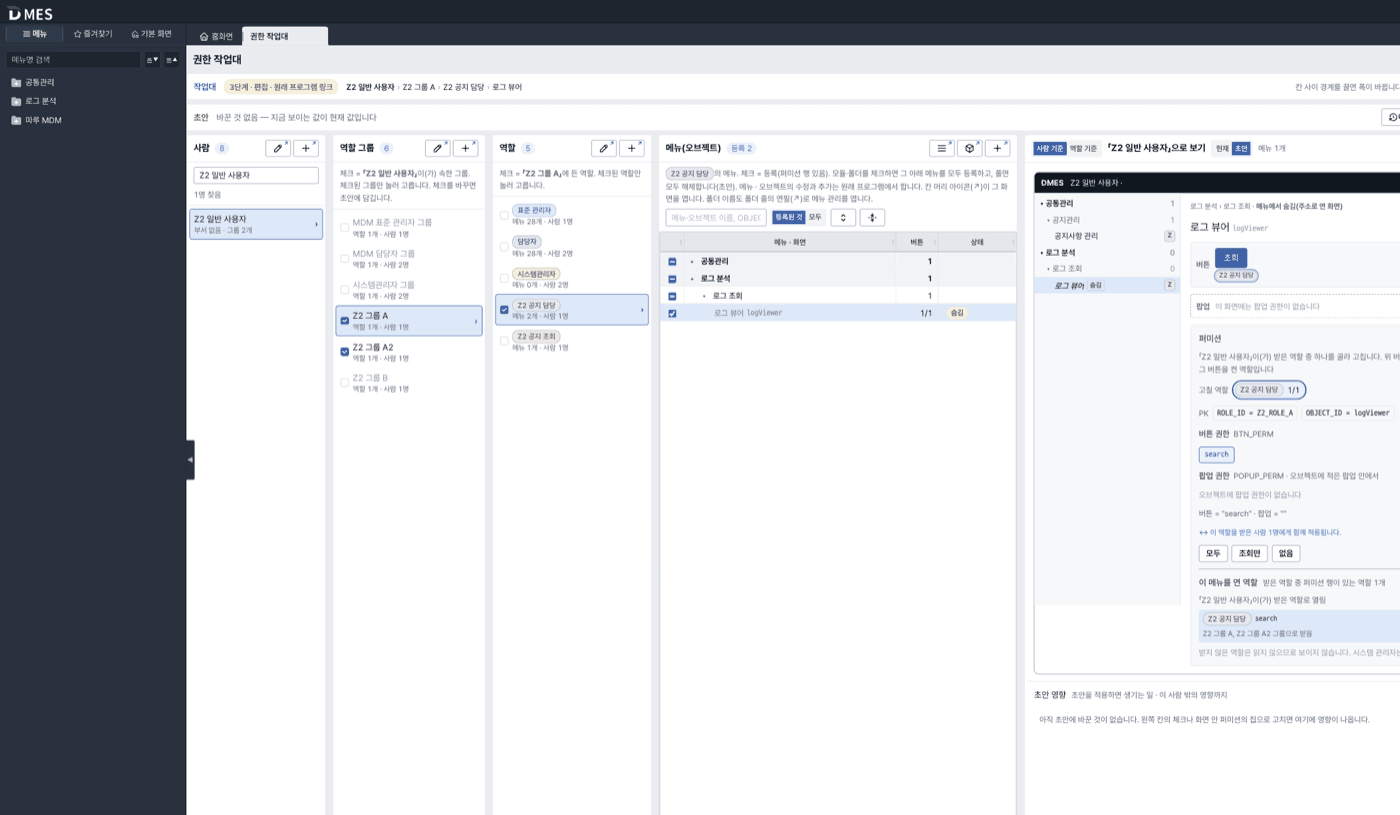 DMES
메뉴
즐겨찾기
기본 화면
홈화면
권한 작업대
메뉴명 검색
공통관리
로그 분석
마루 MDM
권한 작업대
작업대 3단계 · 편집 · 원래 프로그램 링크 Z2 일반 사용자 › Z2 그룹 A › Z2 공지 담당 › 로그 뷰어
칸 사이 경계를 끌면 폭이 바뀝니다
초안 바꾼 것 없음 — 지금 보이는 값이 현재 값입니다
사람 8
Z2 일반 사용자
1명 찾음
Z2 일반 사용자
부서 없음 · 그룹 2개
역할 그룹 6
체크 = 「Z2 일반 사용자」이(가) 속한 그룹.
체크된 그룹만 눌러 고릅니다. 체크를 바꾸면
초안에 담깁니다.
MDM 표준 관리자 그룹
역할 1개 · 사람 1명
MDM 담당자 그룹
역할 1개 · 사람 2명
시스템관리자 그룹
역할 1개 · 사람 2명
Z2 그룹 A
역할 1개 · 사람 1명
Z2 그룹 A2
역할 1개 · 사람 1명
Z2 그룹 B
역할 1개 · 사람 1명
역할 5
체크 = 「Z2 그룹 A」에 든 역할. 체크된 역할만
눌러 고릅니다.
표준 관리자
메뉴 28개 · 사람 1명
담당자
메뉴 28개 · 사람 1명
시스템관리자
메뉴 0개 · 사람 2명
Z2 공지 담당
메뉴 2개 · 사람 1명
Z2 공지 조회
메뉴 1개 · 사람 1명
메뉴(오브젝트) 등록 2
Z2 공지 담당 의 메뉴. 체크 = 등록(퍼미션 행 있음). 모듈·폴더를 체크하면 그 아래 메뉴를 모두 등록하고, 풀면
모두 해제합니다(초안). 메뉴 · 오브젝트의 수정과 추가는 원래 프로그램에서 합니다. 칸 머리 아이콘(↗)이 그 화
면을 엽니다. 폴더 이름도 폴더 줄의 연필(↗)로 메뉴 관리를 엽니다.
메뉴·오브젝트 이름, OBJEC
등록된 것 모두
메뉴 · 화면 버튼 상태
공통관리 1
로그 분석 1
로그 조회 1
로그 뷰어 logViewer 1/1 숨김
사람 기준 역할 기준 「Z2 일반 사용자」으로 보기 현재 초안 메뉴 1개
DMES Z2 일반 사용자 ·
공통관리 1
공지관리 1
공지사항 관리 Z
로그 분석 0
로그 조회 0
로그 뷰어 숨김 Z
로그 분석 › 로그 조회 · 메뉴에서 숨김(주소로 연 화면)
로그 뷰어 logViewer
버튼 조회
Z2 공지 담당
팝업 이 화면에는 팝업 권한이 없습니다
퍼미션
「Z2 일반 사용자」이(가) 받은 역할 중 하나를 골라 고칩니다. 위 버
그 버튼을 켠 역할입니다
고칠 역할 Z2 공지 담당 1/1
PK ROLE_ID = Z2_ROLE_A OBJECT_ID = logViewer
버튼 권한 BTN_PERM
search
팝업 권한 POPUP_PERM · 오브젝트에 적은 팝업 안에서
오브젝트에 팝업 권한이 없습니다
버튼 = "search" · 팝업 = ""
↔ 이 역할을 받은 사람 1명에게 함께 적용됩니다.
모두 조회만 없음
이 메뉴를 연 역할 받은 역할 중 퍼미션 행이 있는 역할 1개
「Z2 일반 사용자」이(가) 받은 역할로 열림
Z2 공지 담당 search
Z2 그룹 A, Z2 그룹 A2 그룹으로 받음
받지 않은 역할은 읽지 않으므로 보이지 않습니다. 시스템 관리자는
초안 영향 초안을 적용하면 생기는 일 · 이 사람 밖의 영향까지
아직 초안에 바꾼 것이 없습니다. 왼쪽 칸의 체크나 화면 안 퍼미션의 칩으로 고치면 여기에 영향이 나옵니다.